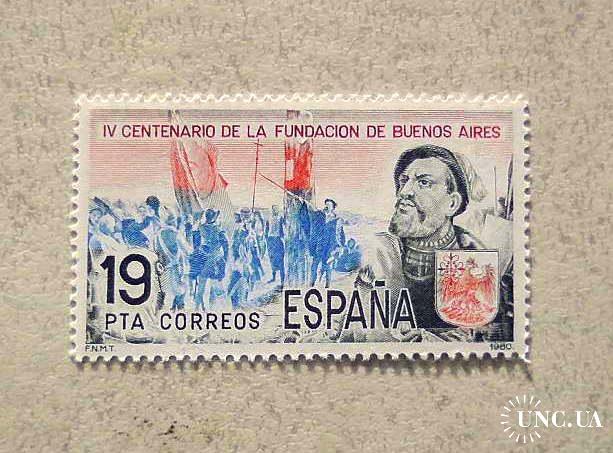 IV CENTENARIO DE LA FUNDACION DE BUENOS AIRES
19
PTA CORREOS ESPAÑA
F.N.M.T. 1980
UNC.UA